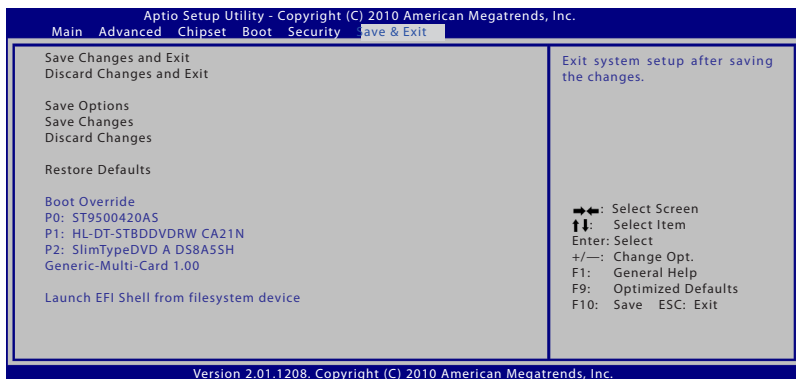 Aptio Setup Utility - Copyright (C) 2010 American Megatrends, Inc.
Main Advanced Chipset Boot Security Save & Exit
Save Changes and Exit
Discard Changes and Exit
Save Options
Save Changes
Discard Changes
Restore Defaults
Boot Override
P0: ST9500420AS
P1: HL-DT-STBDDVDRW CA21N
P2: SlimTypeDVD A DS8A5SH
Generic-Multi-Card 1.00
Launch EFI Shell from filesystem device
Exit system setup after saving
the changes.
→←: Select Screen
↑↓: Select Item
Enter: Select
+/—: Change Opt.
F1: General Help
F9: Optimized Defaults
F10: Save ESC: Exit
Version 2.01.1208. Copyright (C) 2010 American Megatrends, Inc.